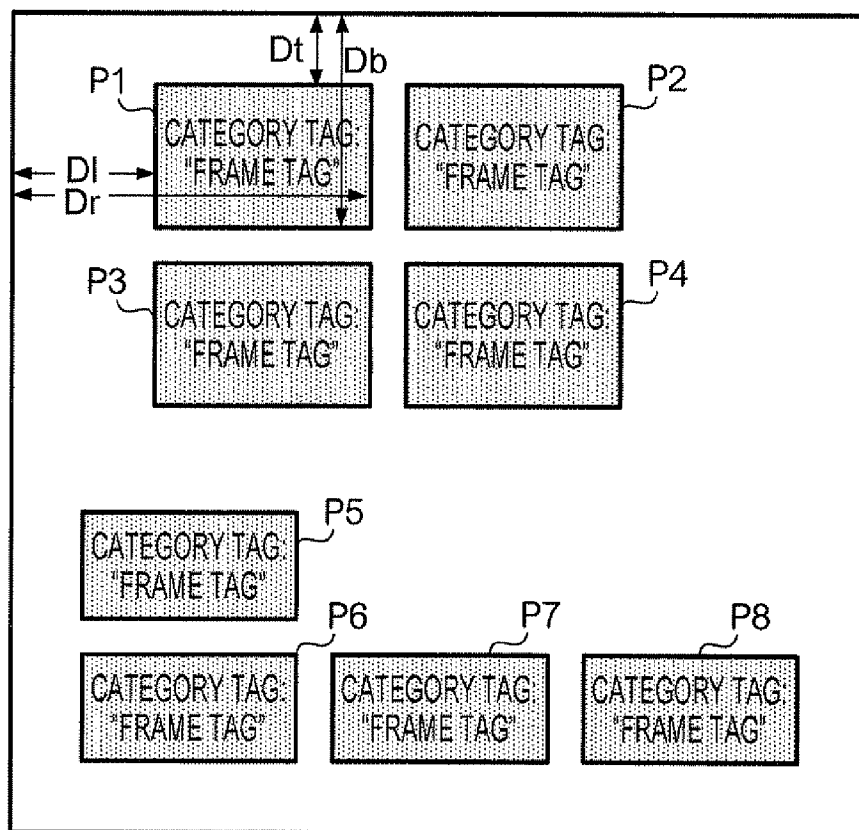 Dt
Db
P1
P2
CATEGORY TAG:
"FRAME TAG"
CATEGORY TAG:
"FRAME TAG"
Dl
Dr
P3
P4
CATEGORY TAG:
"FRAME TAG"
CATEGORY TAG:
"FRAME TAG"
P5
CATEGORY TAG:
"FRAME TAG"
P6
P7
P8
CATEGORY TAG:
"FRAME TAG"
CATEGORY TAG:
"FRAME TAG"
CATEGORY TAG:
"FRAME TAG"